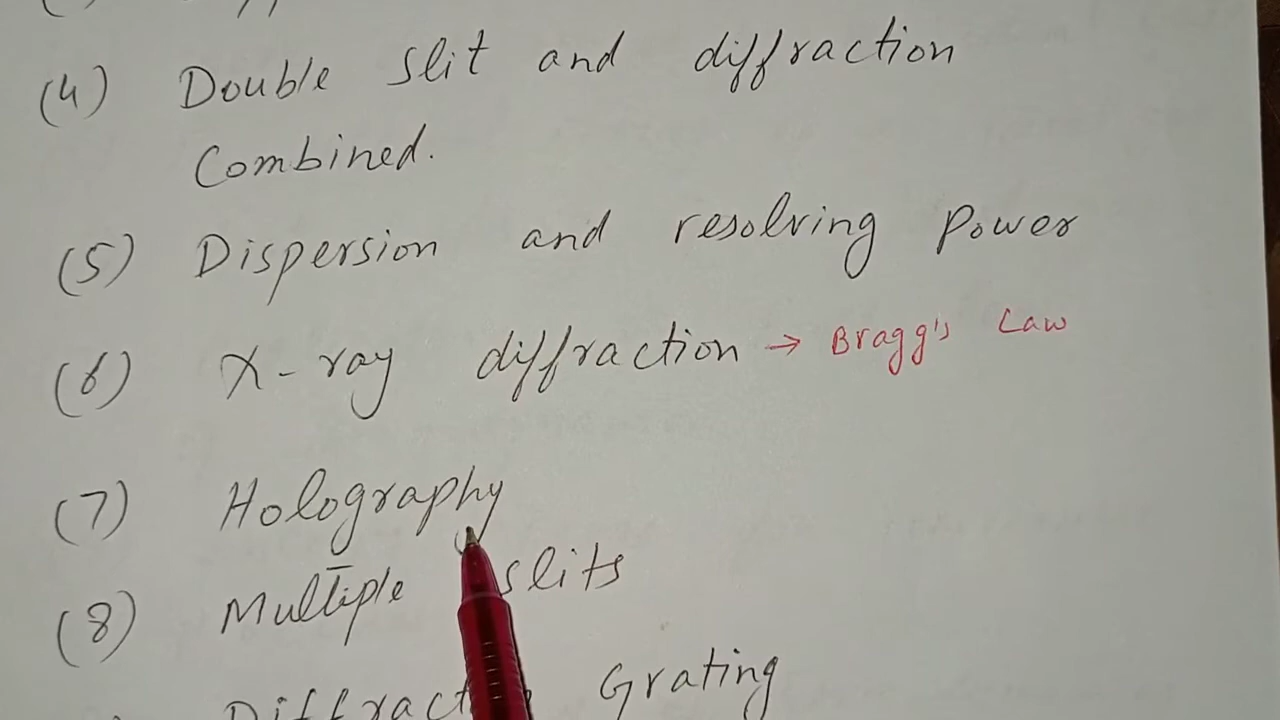 (4) Double slit and diffraction
Combined.
(5) Dispersion and resolving Power
(6) X-ray diffraction → Bragg's Law
(7) Holography
(8) Multiple slits
Grating